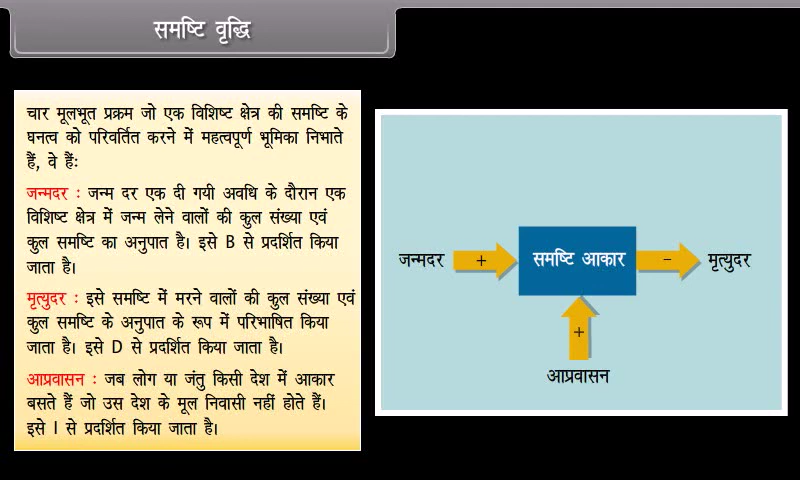 समष्टि वृद्धि
चार मूलभूत प्रक्रम जो एक विशिष्ट क्षेत्र की समष्टि के
घनत्व को परिवर्तित करने में महत्वपूर्ण भूमिका निभाते
हैं, वे हैंः
जन्मदर : जन्म दर एक दी गयी अवधि के दौरान एक
विशिष्ट क्षेत्र में जन्म लेने वालों की कुल संख्या एवं
कुल समष्टि का अनुपात है। इसे B से प्रदर्शित किया
जाता है।
मृत्युदर : इसे समष्टि में मरने वालों की कुल संख्या एवं
कुल समष्टि के अनुपात के रूप में परिभाषित किया
जाता है। इसे D से प्रदर्शित किया जाता है।
आप्रवासन : जब लोग या जंतु किसी देश में आकार
बसते हैं जो उस देश के मूल निवासी नहीं होते हैं।
इसे I से प्रदर्शित किया जाता है।
जन्मदर + समष्टि आकार - मृत्युदर
+
आप्रवासन